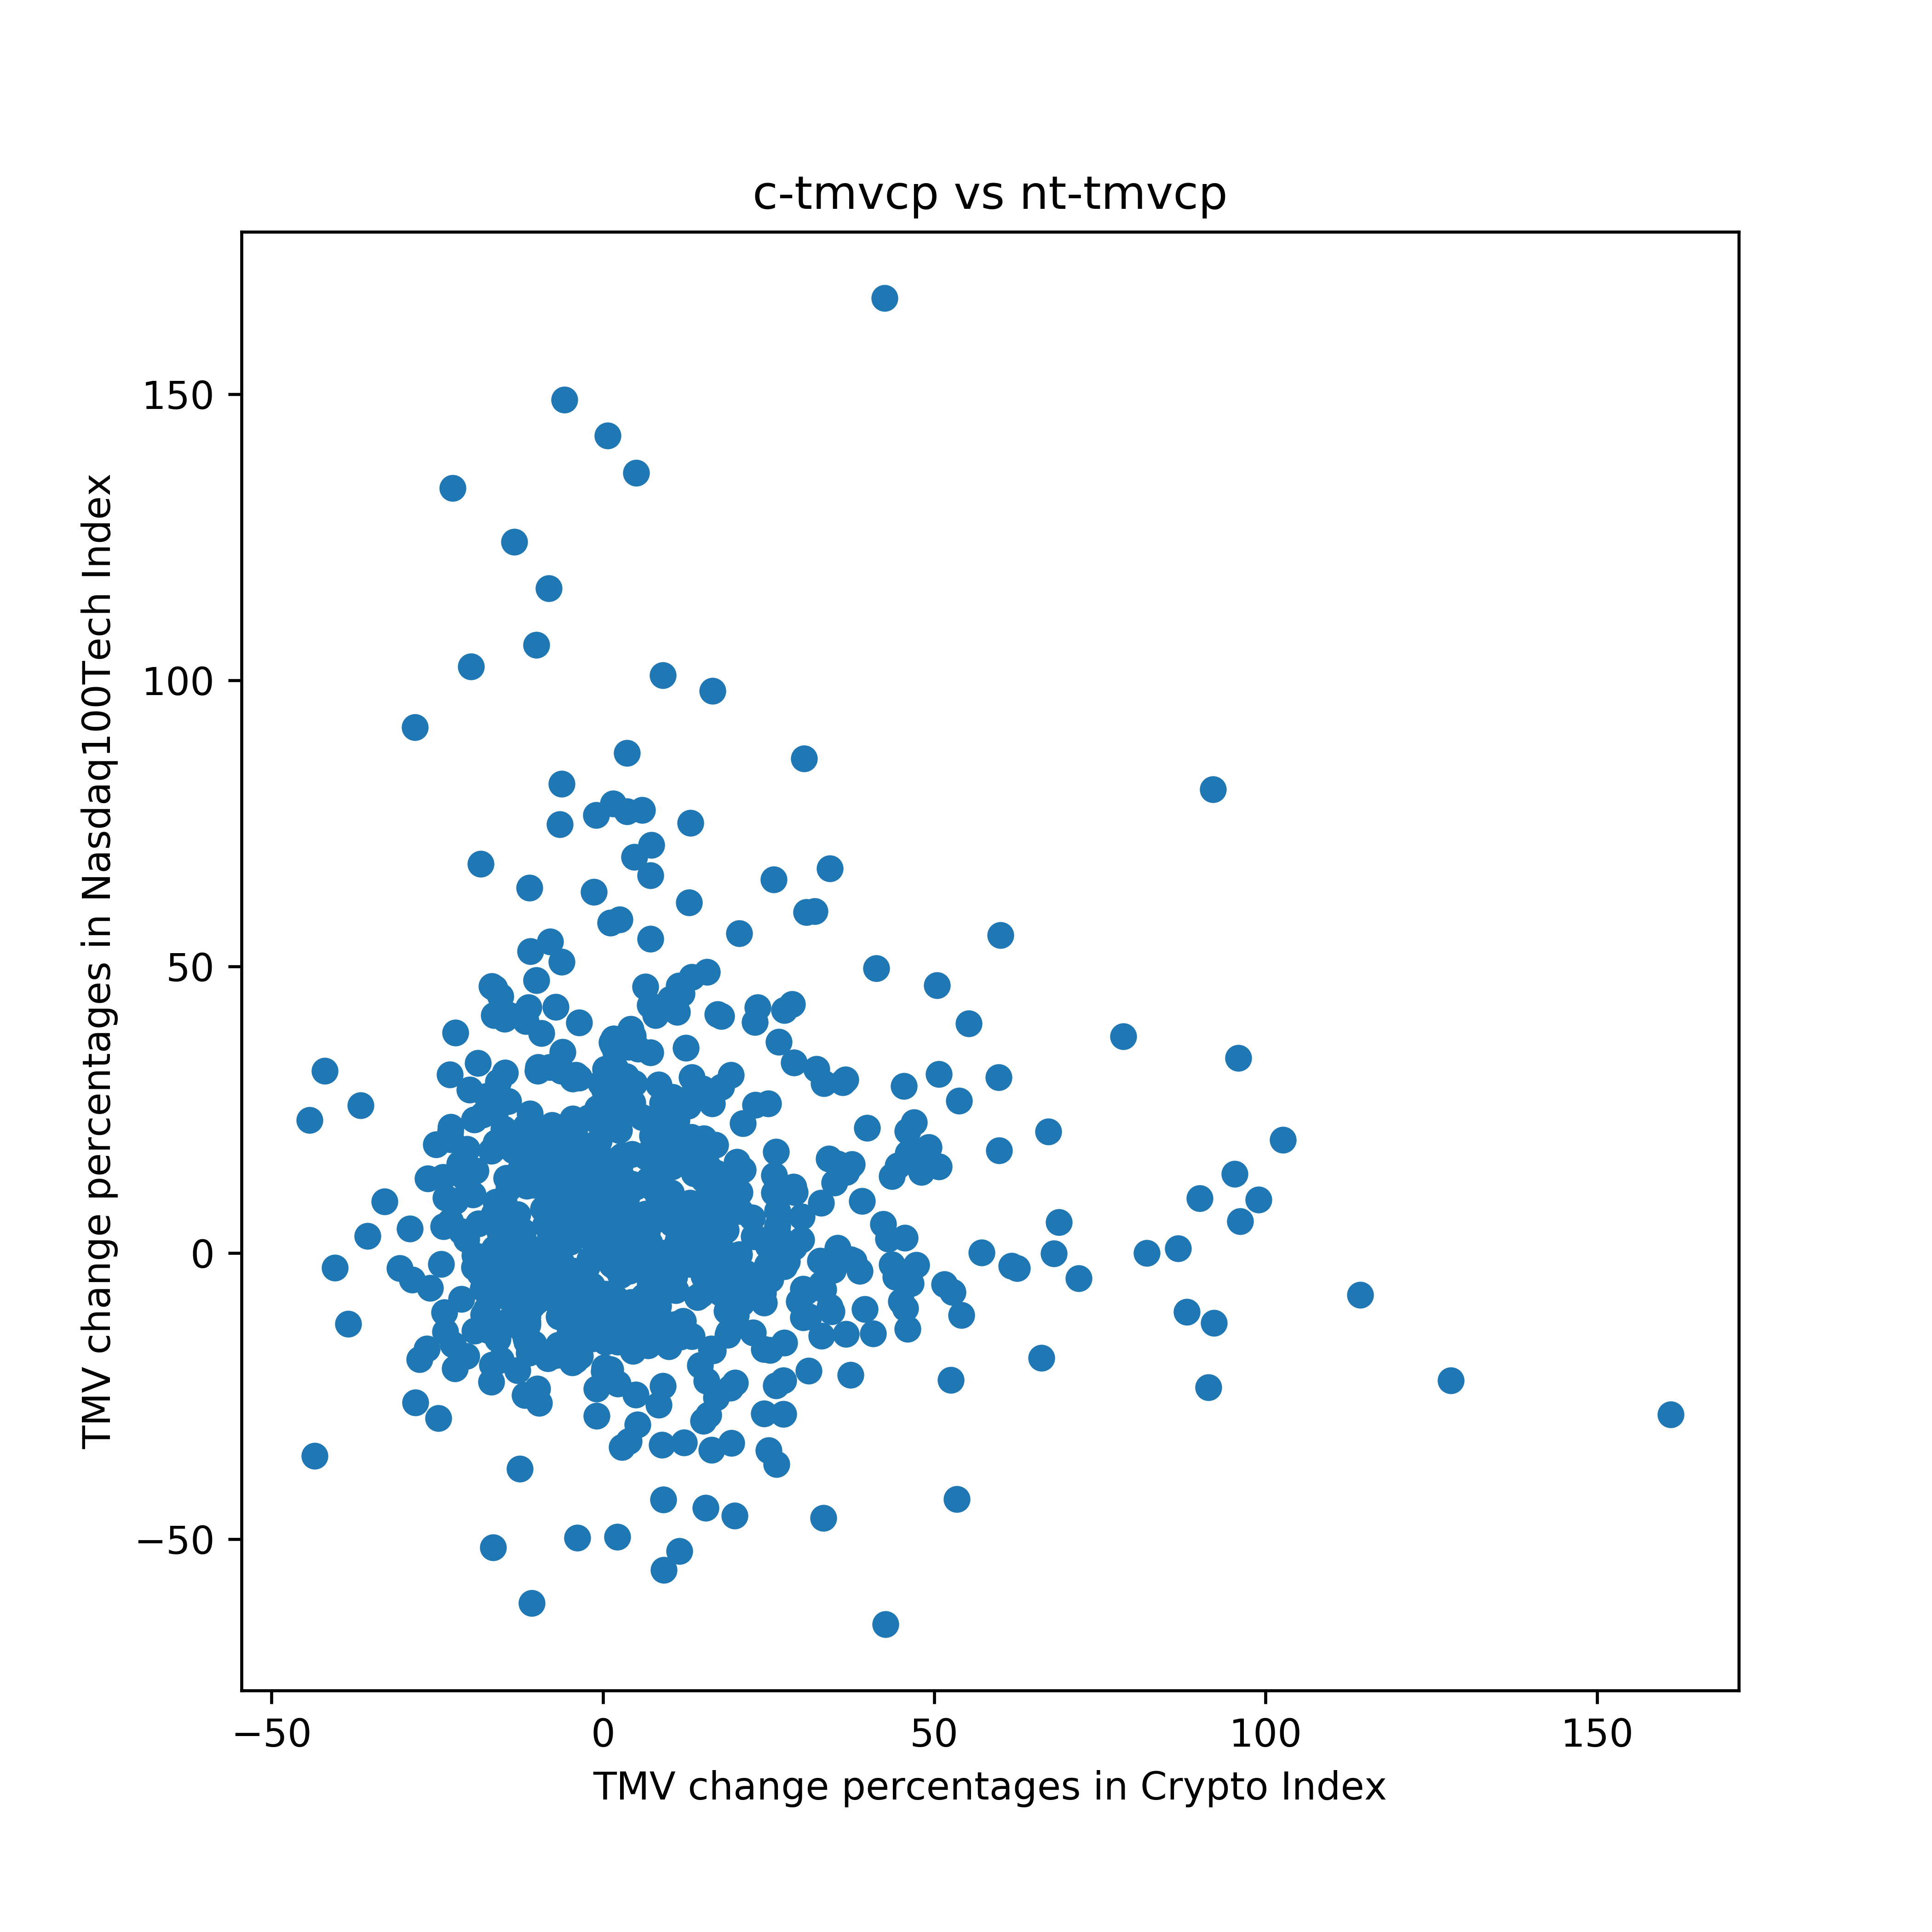 c-tmvcp vs nt-tmvcp
TMV change percentages in Nasdaq100Tech Index
150
100
50
0
−50
−50 0 50 100 150
TMV change percentages in Crypto Index